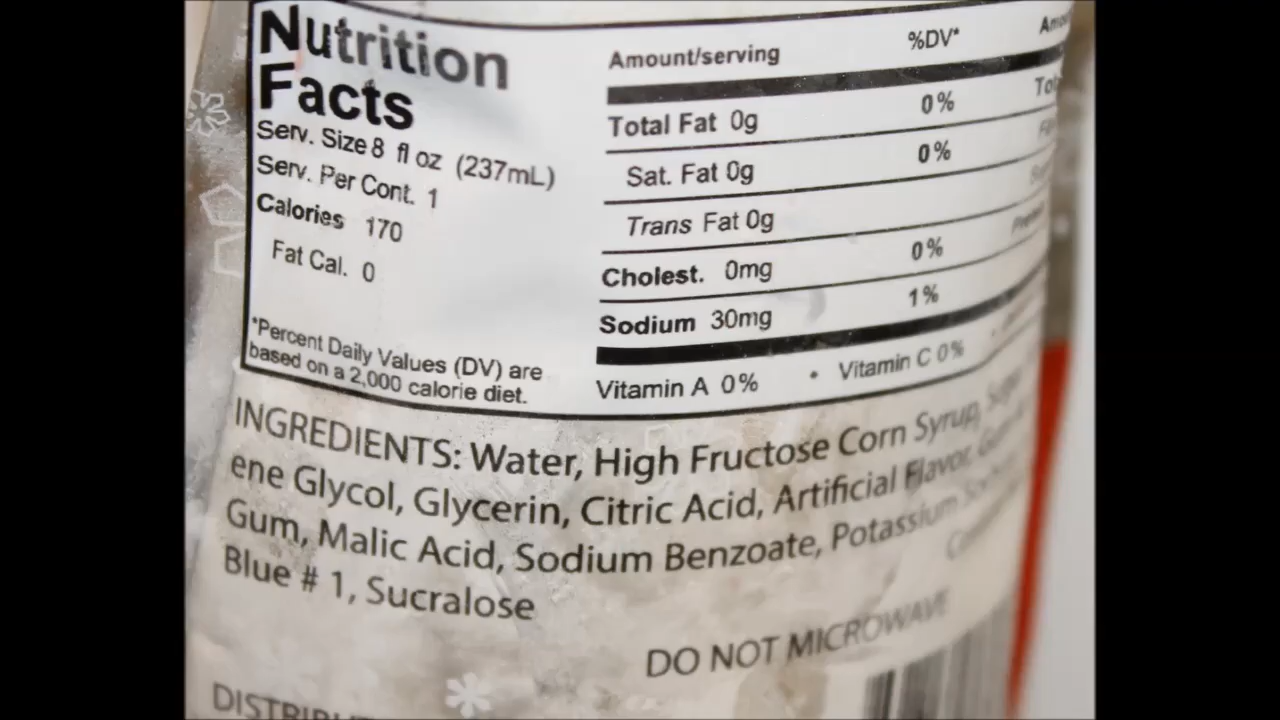 Nutrition
Facts
Serv. Size 8 fl oz (237mL)
Serv. Per Cont. 1
Calories 170
Fat Cal. 0
*Percent Daily Values (DV) are
based on a 2,000 calorie diet.
Amount/serving %DV*
Total Fat 0g 0%
Sat. Fat 0g 0%
Trans Fat 0g
Cholest. 0mg 0%
Sodium 30mg 1%
Vitamin A 0% • Vitamin C 0%
INGREDIENTS: Water, High Fructose Corn Syrup,
ene Glycol, Glycerin, Citric Acid, Artificial Flavor,
Gum, Malic Acid, Sodium Benzoate, Potassium
Blue # 1, Sucralose
DO NOT MICROWAVE